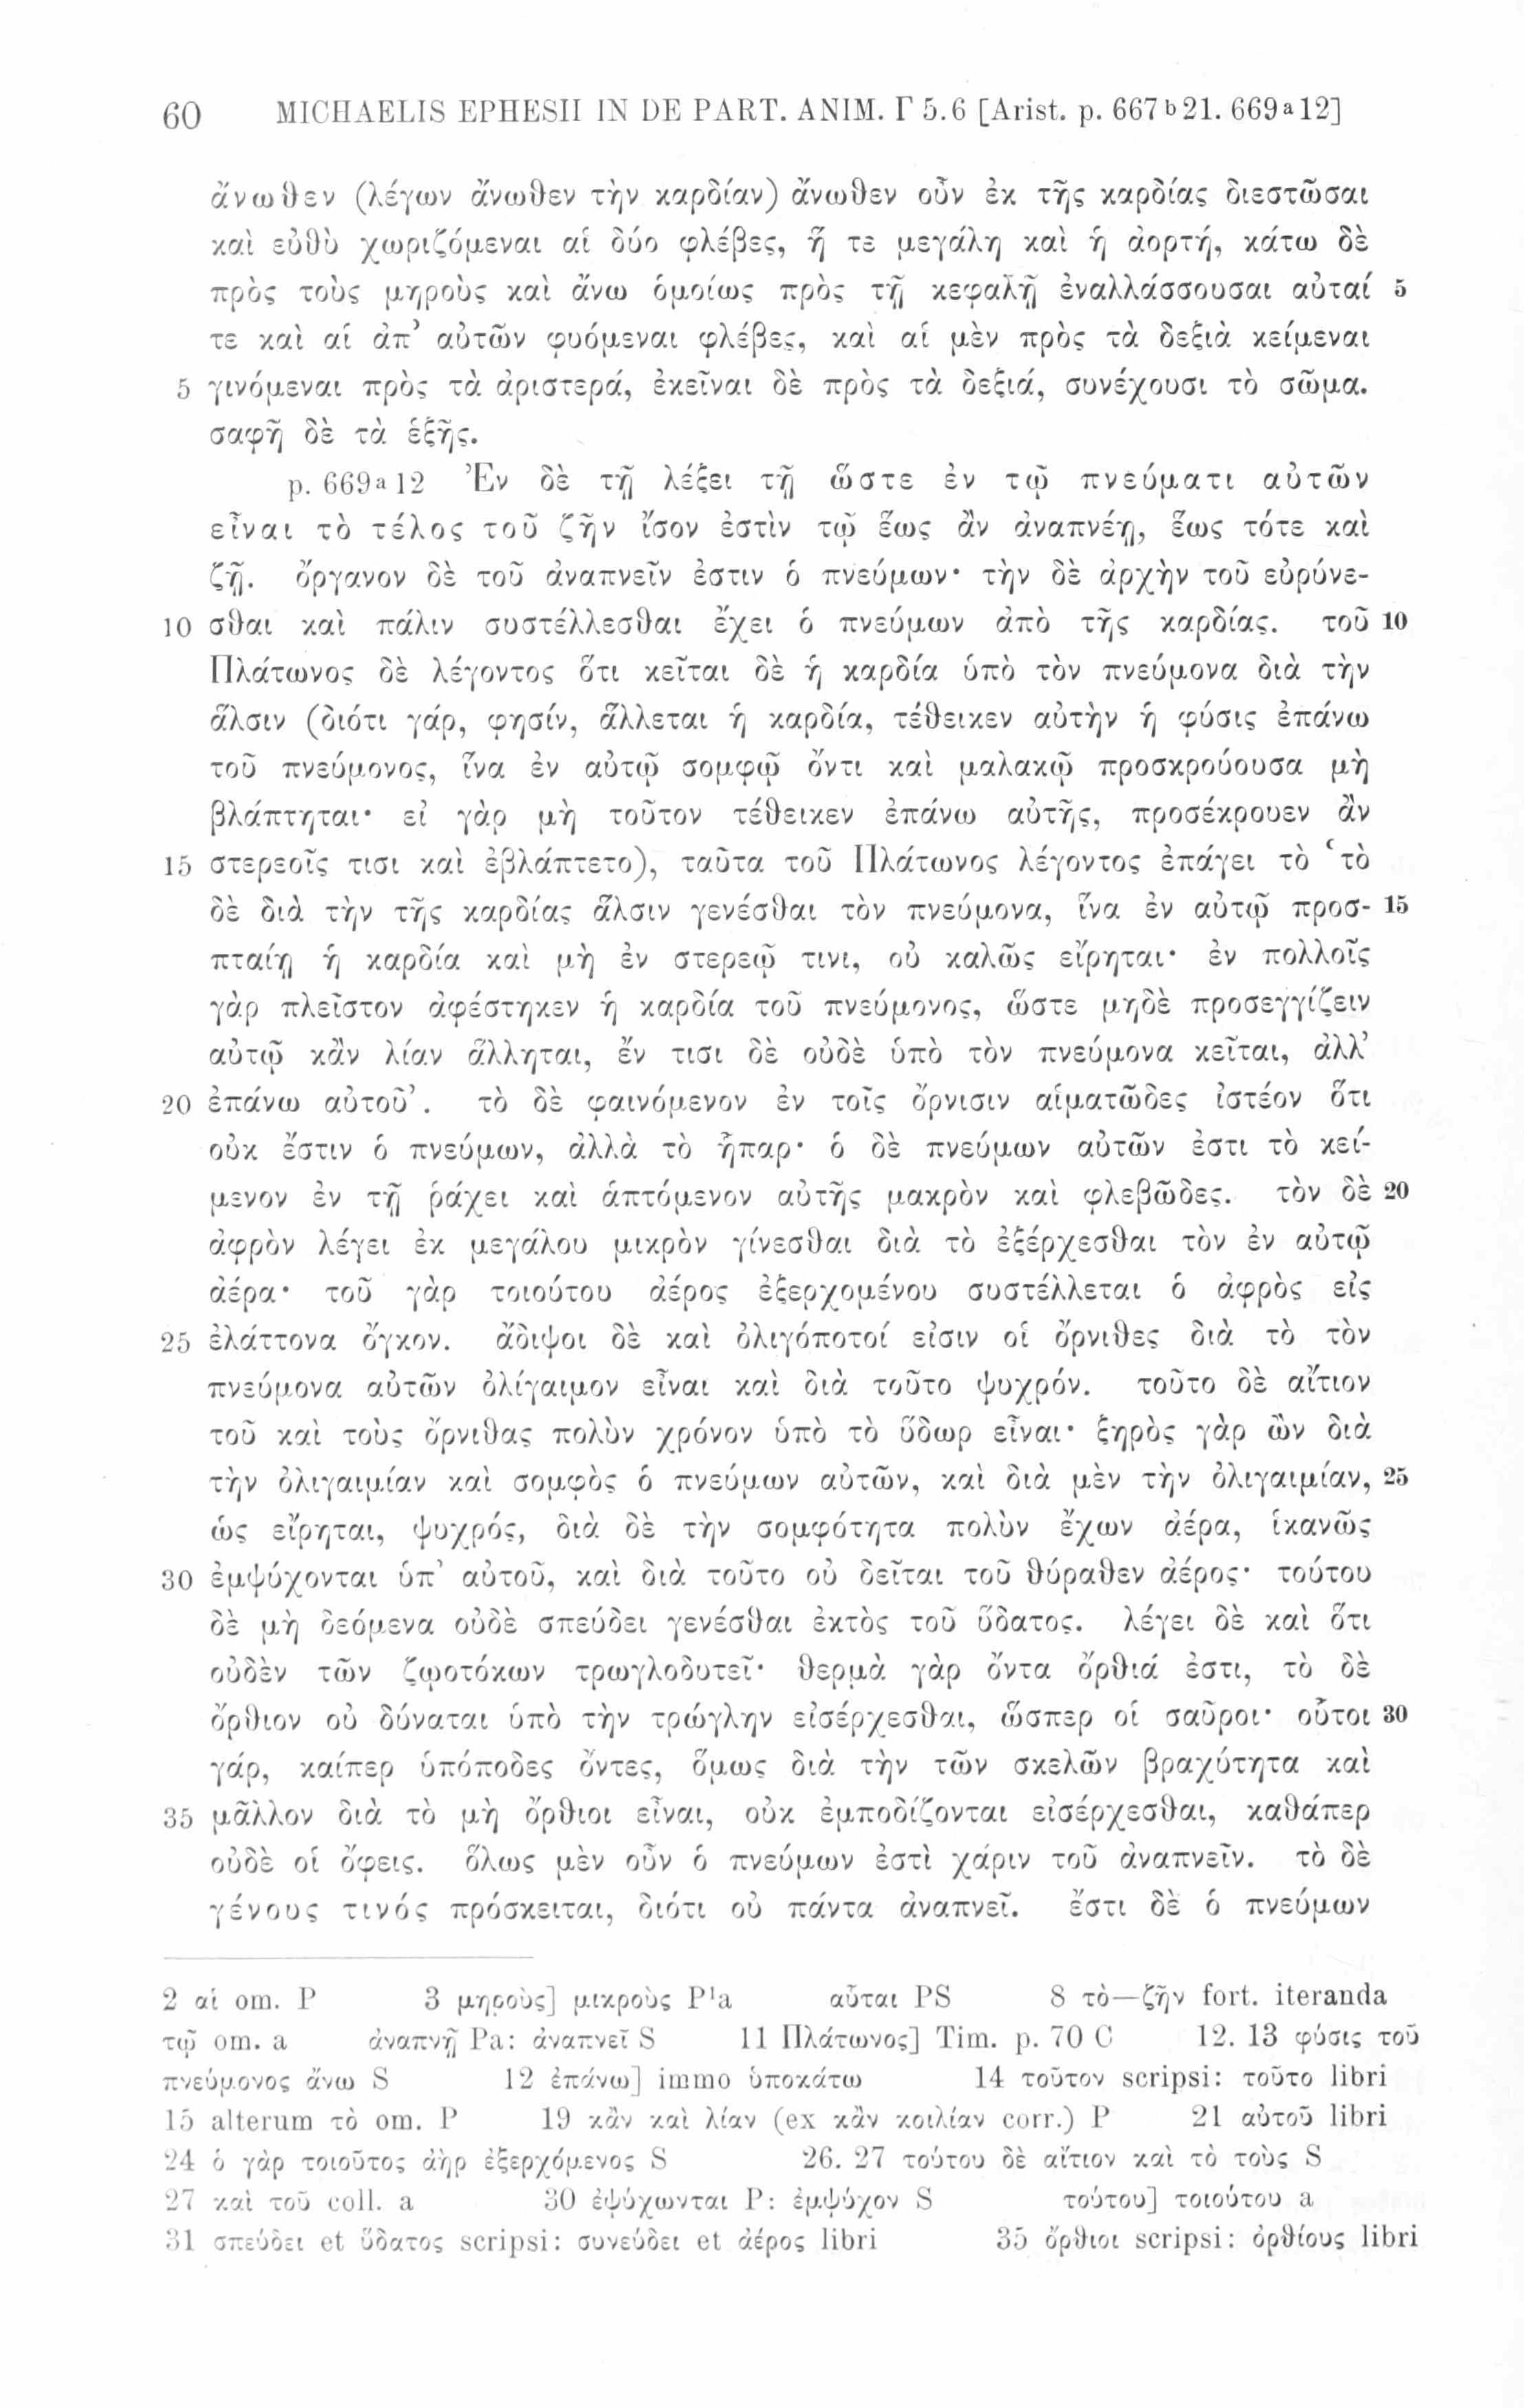 60 MICHAELIS EPHESII IN DE PART. ANIM. Γ 5.6 [Arist. p. 667 b 21. 669 a 12]
ἄνωθεν (λέγων ἄνωθεν τὴν καρδίαν) ἄνωθεν οὖν ἐκ τῆς καρδίας διεστῶσαι
καὶ εὐθὺ χωριζόμεναι αἱ δύο φλέβες, ἥ τε μεγάλη καὶ ἡ ἀορτή, κάτω δὲ
πρὸς τοὺς μηροὺς καὶ ἄνω ὁμοίως πρὸς τῇ κεφαλῇ ἐναλλάσσουσαι αὐταί 5
τε καὶ αἱ ἀπ’ αὐτῶν φυόμεναι φλέβες, καὶ αἱ μὲν πρὸς τὰ δεξιὰ κείμεναι
5 γινόμεναι πρὸς τὰ ἀριστερά, ἐκεῖναι δὲ πρὸς τὰ δεξιά, συνέχουσι τὸ σῶμα.
σαφῆ δὲ τὰ ἑξῆς.
p. 669 a 12 Ἐν δὲ τῇ λέξει τῇ ὥστε ἐν τῷ πνεύματι αὐτῶν
εἶναι τὸ τέλος τοῦ ζῆν ἴσον ἐστὶν τῷ ἕως ἂν ἀναπνέῃ, ἕως τότε καὶ
ζῇ. ὄργανον δὲ τοῦ ἀναπνεῖν ἐστιν ὁ πνεύμων· τὴν δὲ ἀρχὴν τοῦ εὐρύνε-
10 σθαι καὶ πάλιν συστέλλεσθαι ἔχει ὁ πνεύμων ἀπὸ τῆς καρδίας. τοῦ 10
Πλάτωνος δὲ λέγοντος ὅτι κεῖται δὲ ἡ καρδία ὑπὸ τὸν πνεύμονα διὰ τὴν
ἅλσιν (διότι γάρ, φησίν, ἅλλεται ἡ καρδία, τέθεικεν αὐτὴν ἡ φύσις ἐπάνω
τοῦ πνεύμονος, ἵνα ἐν αὐτῷ σομφῷ ὄντι καὶ μαλακῷ προσκρούουσα μὴ
βλάπτηται· εἰ γὰρ μὴ τοῦτον τέθεικεν ἐπάνω αὐτῆς, προσέκρουεν ἂν
15 στερεοῖς τισι καὶ ἐβλάπτετο), ταῦτα τοῦ Πλάτωνος λέγοντος ἐπάγει τὸ ‘τὸ
δὲ διὰ τὴν τῆς καρδίας ἅλσιν γενέσθαι τὸν πνεύμονα, ἵνα ἐν αὐτῷ προσ- 15
πταίῃ ἡ καρδία καὶ μὴ ἐν στερεῷ τινι, οὐ καλῶς εἴρηται· ἐν πολλοῖς
γὰρ πλεῖστον ἀφέστηκεν ἡ καρδία τοῦ πνεύμονος, ὥστε μηδὲ προσεγγίζειν
αὐτῷ κἂν λίαν ἅλληται, ἔν τισι δὲ οὐδὲ ὑπὸ τὸν πνεύμονα κεῖται, ἀλλ’
20 ἐπάνω αὐτοῦ’. τὸ δὲ φαινόμενον ἐν τοῖς ὄρνισιν αἱματῶδες ἰστέον ὅτι
οὐκ ἔστιν ὁ πνεύμων, ἀλλὰ τὸ ἧπαρ· ὁ δὲ πνεύμων αὐτῶν ἐστι τὸ κεί-
μενον ἐν τῇ ῥάχει καὶ ἁπτόμενον αὐτῆς μακρὸν καὶ φλεβῶδες. τὸν δὲ 20
ἀφρὸν λέγει ἐκ μεγάλου μικρὸν γίνεσθαι διὰ τὸ ἐξέρχεσθαι τὸν ἐν αὐτῷ
ἀέρα· τοῦ γὰρ τοιούτου ἀέρος ἐξερχομένου συστέλλεται ὁ ἀφρὸς εἰς
25 ἐλάττονα ὄγκον. ἄδιψοι δὲ καὶ ὀλιγόποτοί εἰσιν οἱ ὄρνιθες διὰ τὸ τὸν
πνεύμονα αὐτῶν ὀλίγαιμον εἶναι καὶ διὰ τοῦτο ψυχρόν. τοῦτο δὲ αἴτιον
τοῦ καὶ τοὺς ὄρνιθας πολὺν χρόνον ὑπὸ τὸ ὕδωρ εἶναι· ξηρὸς γὰρ ὢν διὰ
τὴν ὀλιγαιμίαν καὶ σομφὸς ὁ πνεύμων αὐτῶν, καὶ διὰ μὲν τὴν ὀλιγαιμίαν, 25
ὡς εἴρηται, ψυχρός, διὰ δὲ τὴν σομφότητα πολὺν ἔχων ἀέρα, ἱκανῶς
30 ἐμψύχονται ὑπ’ αὐτοῦ, καὶ διὰ τοῦτο οὐ δεῖται τοῦ θύραθεν ἀέρος· τούτου
δὲ μὴ δεόμενα οὐδὲ σπεύδει γενέσθαι ἐκτὸς τοῦ ὕδατος. λέγει δὲ καὶ ὅτι
οὐδὲν τῶν ζῳοτόκων τρωγλοδυτεῖ· θερμὰ γὰρ ὄντα ὄρθιά ἐστι, τὸ δὲ
ὄρθιον οὐ δύναται ὑπὸ τὴν τρώγλην εἰσέρχεσθαι, ὥσπερ οἱ σαῦροι· οὗτοι 30
γάρ, καίπερ ὑπόποδες ὄντες, ὅμως διὰ τὴν τῶν σκελῶν βραχύτητα καὶ
35 μᾶλλον διὰ τὸ μὴ ὄρθιοι εἶναι, οὐκ ἐμποδίζονται εἰσέρχεσθαι, καθάπερ
οὐδὲ οἱ ὄφεις. ὅλως μὲν οὖν ὁ πνεύμων ἐστὶ χάριν τοῦ ἀναπνεῖν. τὸ δὲ
γένους τινός πρόσκειται, διότι οὐ πάντα ἀναπνεῖ. ἔστι δὲ ὁ πνεύμων
2 αἱ om. P 3 μηροὺς] μικροὺς P¹a αὗται PS 8 τὸ—ζῆν fort. iteranda
τῷ om. a ἀναπνῇ Pa: ἀναπνεῖ S 11 Πλάτωνος] Tim. p. 70 C 12. 13 φύσις τοῦ
πνεύμονος ἄνω S 12 ἐπάνω] immo ὑποκάτω 14 τοῦτον scripsi: τοῦτο libri
15 alterum τὸ om. P 19 κἂν καὶ λίαν (ex κἂν κοιλίαν corr.) P 21 αὐτοῦ libri
24 ὁ γὰρ τοιοῦτος ἀὴρ ἐξερχόμενος S 26. 27 τούτου δὲ αἴτιον καὶ τὸ τοὺς S
27 καὶ τοῦ coll. a 30 ἐψύχωνται P: ἐμψύχον S τούτου] τοιούτου a
31 σπεύδει et ὕδατος scripsi: συνεύδει et ἀέρος libri 35 ὄρθιοι scripsi: ὀρθίους libri